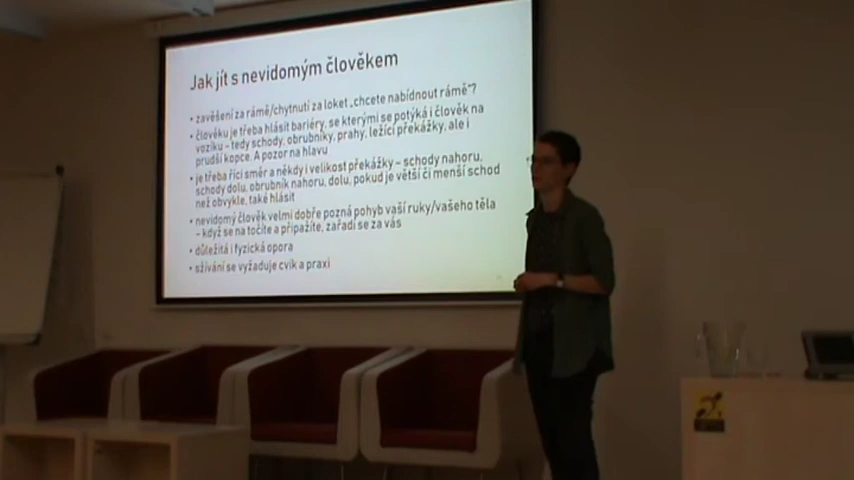 Jak jít s nevidomým člověkem
• zavěšení za rámě/chytnutí za loket „chcete nabídnout rámě"?
• člověku je třeba hlásit bariéry, se kterými se potýká i člověk na
vozíku – tedy schody, obrubníky, prahy, ležící překážky, ale i
prudší kopce. A pozor na hlavu
• je třeba říci směr a někdy i velikost překážky – schody nahoru,
schody dolu, obrubník nahoru, dolu, pokud je větší či menší schod
než obvykle, také hlásit
• nevidomý člověk velmi dobře pozná pohyb vaší ruky/vašeho těla
– když se na točíte a připažíte, zařadí se za vás
• důležitá i fyzická opora
• sžívání se vyžaduje cvik a praxi